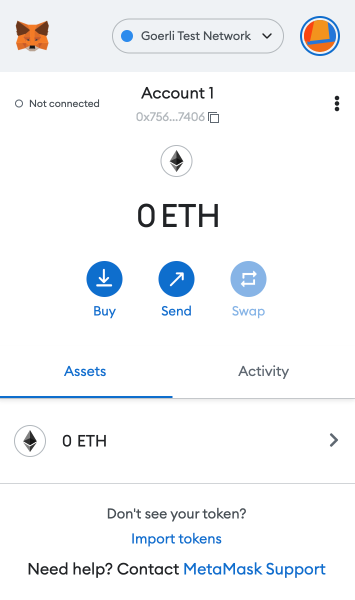 Goerli Test Network
Not connected
Account 1
0x756...7406
0 ETH
Buy Send Swap
Assets Activity
0 ETH
Don't see your token?
Import tokens
Need help? Contact MetaMask Support